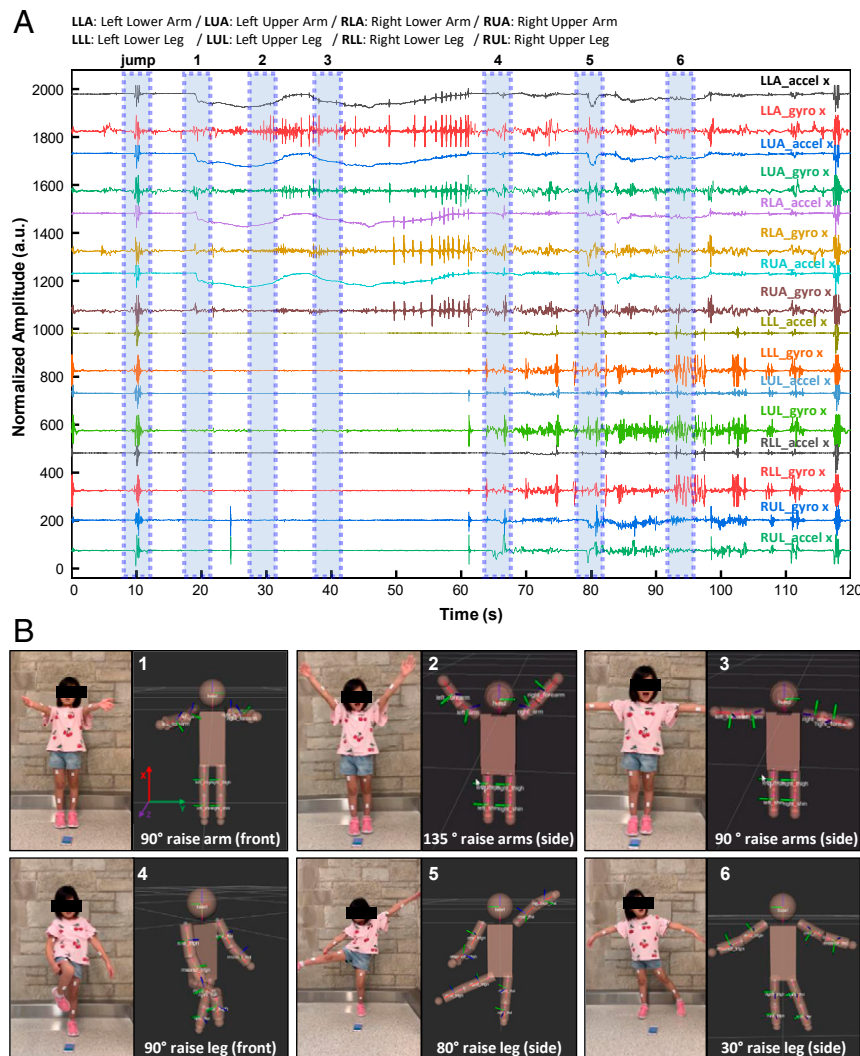 A
LLA: Left Lower Arm / LUA: Left Upper Arm / RLA: Right Lower Arm / RUA: Right Upper Arm
LLL: Left Lower Leg / LUL: Left Upper Leg / RLL: Right Lower Leg / RUL: Right Upper Leg
jump 1 2 3 4 5 6
Normalized Amplitude (a.u.)
2000
1800
1600
1400
1200
1000
800
600
400
200
0
LLA_accel x
LLA_gyro x
LUA_accel x
LUA_gyro x
RLA_accel x
RLA_gyro x
RUA_accel x
RUA_gyro x
LLL_accel x
LLL_gyro x
LUL_accel x
LUL_gyro x
RLL_accel x
RLL_gyro x
RUL_gyro x
RUL_accel x
0 10 20 30 40 50 60 70 80 90 100 110 120
Time (s)
B
1
X
Y
Z
90° raise arm (front)
2
left_arm
right_arm
135 ° raise arms (side)
3
90 ° raise arms (side)
4
90° raise leg (front)
5
80° raise leg (side)
6
30° raise leg (side)